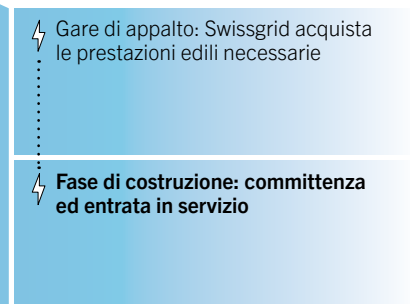 Gare di appalto: Swissgrid acquista
le prestazioni edili necessarie
Fase di costruzione: committenza
ed entrata in servizio